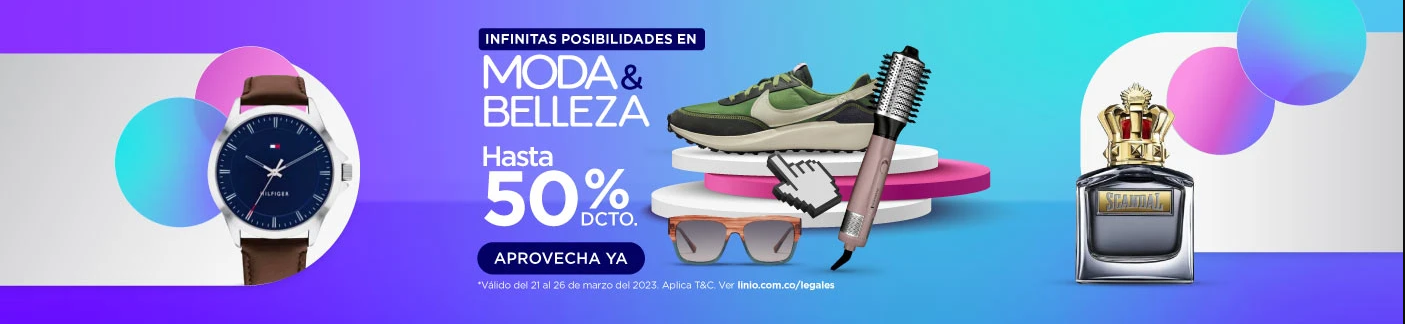 INFINITAS POSIBILIDADES EN
MODA &
BELLEZA
Hasta
50%
DCTO.
APROVECHA YA
*Válido del 21 al 26 de marzo del 2023. Aplica T&C. Ver linio.com.co/legales
HILFIGER
SCANDAL